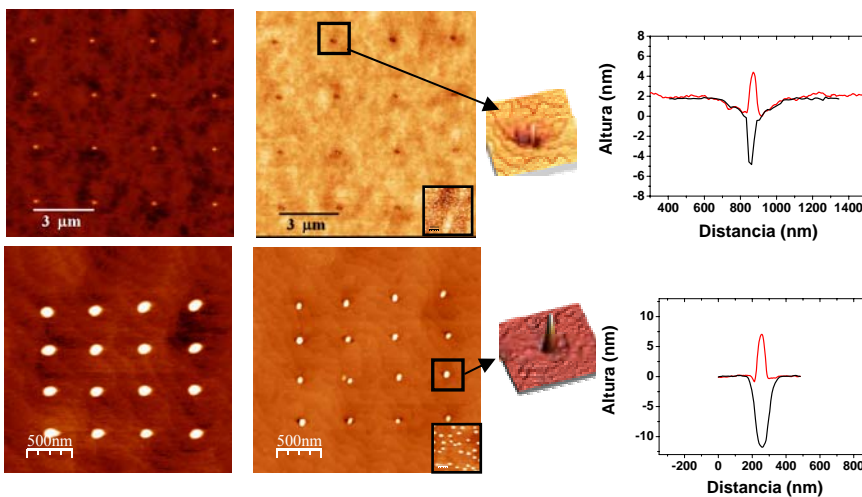 3 μm
3 μm
Altura (nm)
8
6
4
2
0
-2
-4
-6
-8
400 600 800 1000 1200 1400
Distancia (nm)
500nm
500nm
Altura (nm)
10
5
0
-5
-10
-200 0 200 400 600 800
Distancia (nm)